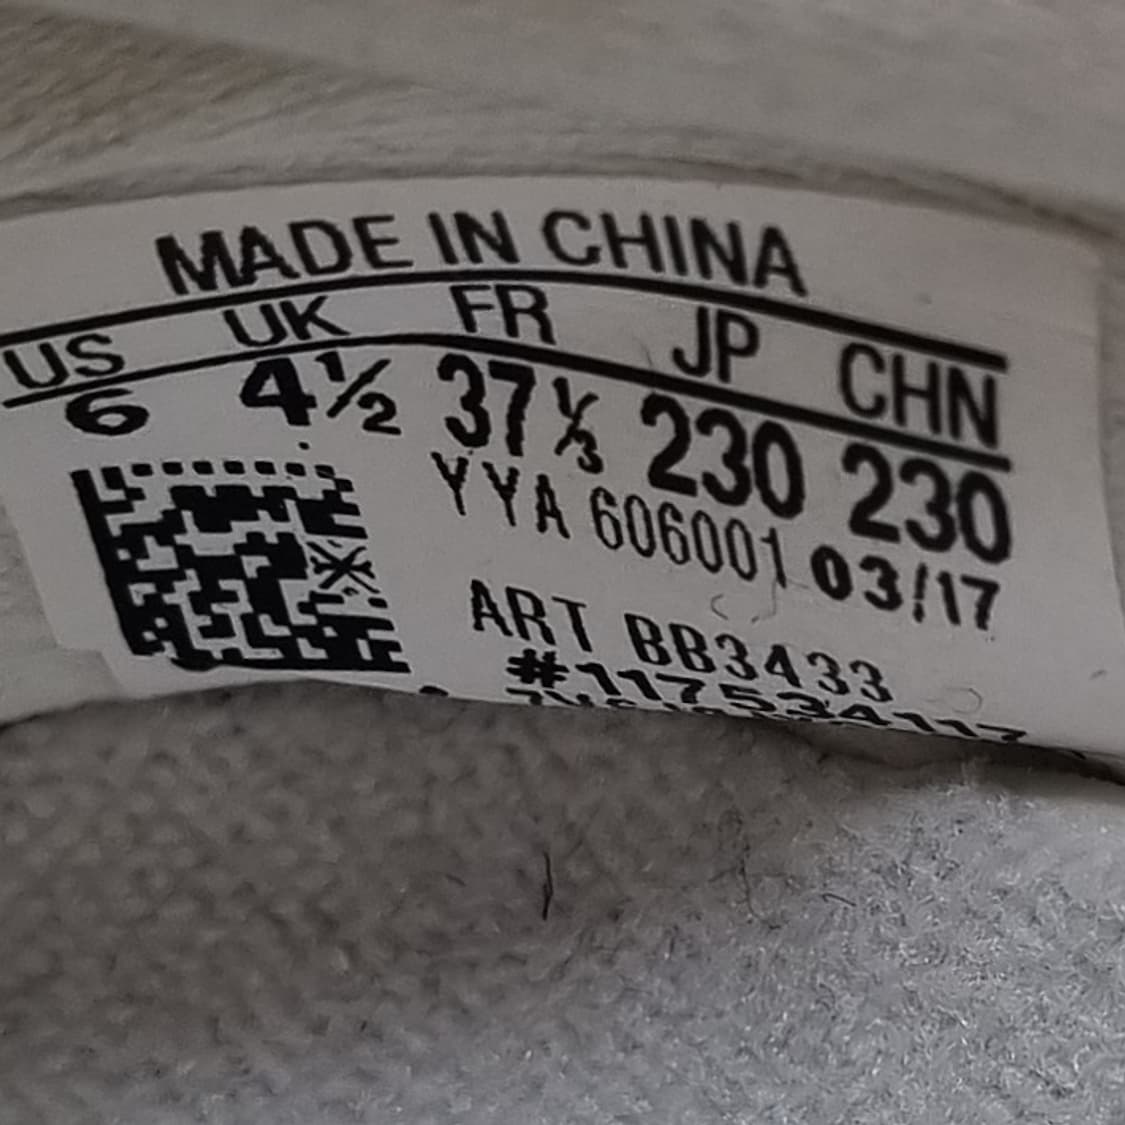 MADE IN CHINA
US UK FR JP CHN
6 4½ 37⅓ 230 230
YYA 606001 03/17
ART BB3433
#117534117